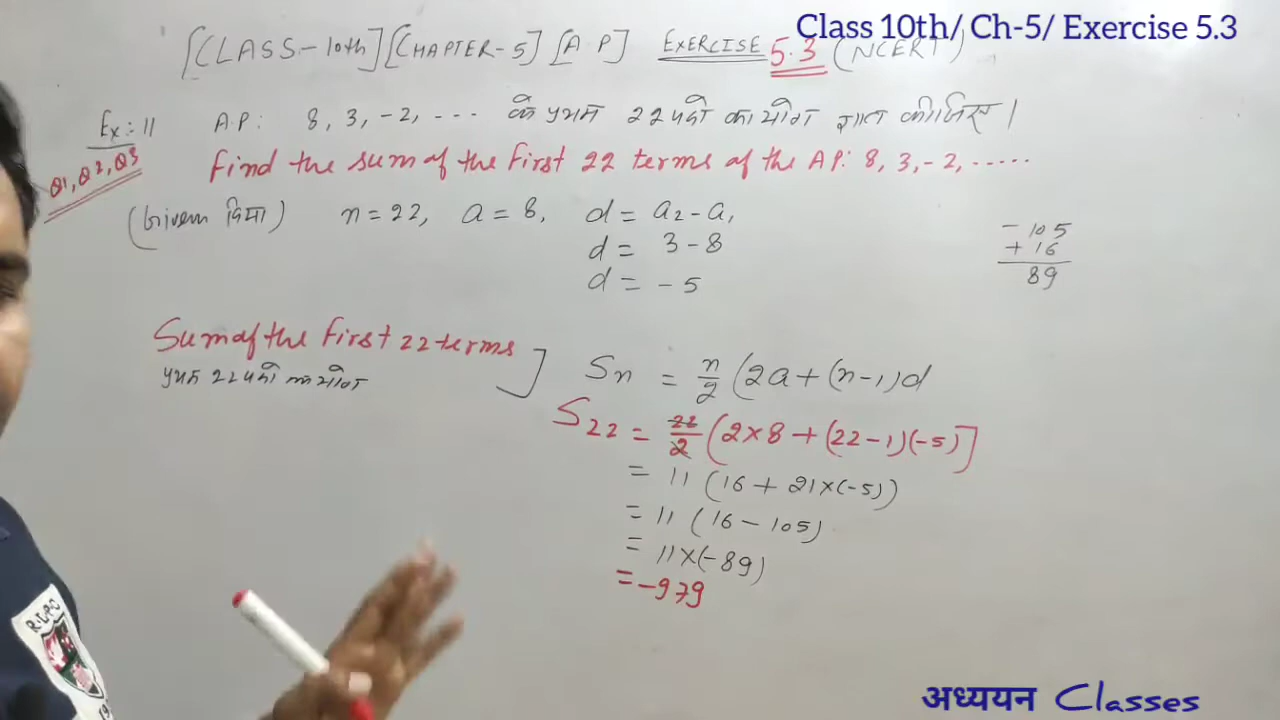 Class 10th/ Ch-5/ Exercise 5.3
[CLASS-10th] [CHAPTER-5] [A.P] EXERCISE 5.3 (NCERT)
Ex:-11 A.P: 8, 3, -2, ... के प्रथम 22 पदों का योग ज्ञात कीजिए।
Q1, Q2, Q3
Find the sum of the first 22 terms of the AP: 8, 3, -2, ......
(Given दिया) n = 22, a = 8, d = a₂ - a₁
d = 3 - 8
d = -5
- 105
+ 16
89
Sum of the first 22 terms
प्रथम 22 पदों का योग
Sn = n/2 (2a + (n-1)d
S22 = 22/2 (2×8 + (22-1)(-5)]
= 11 (16 + 21×(-5))
= 11 (16 - 105)
= 11×(-89)
= -979
R.L.P.C
19
अध्ययन Classes